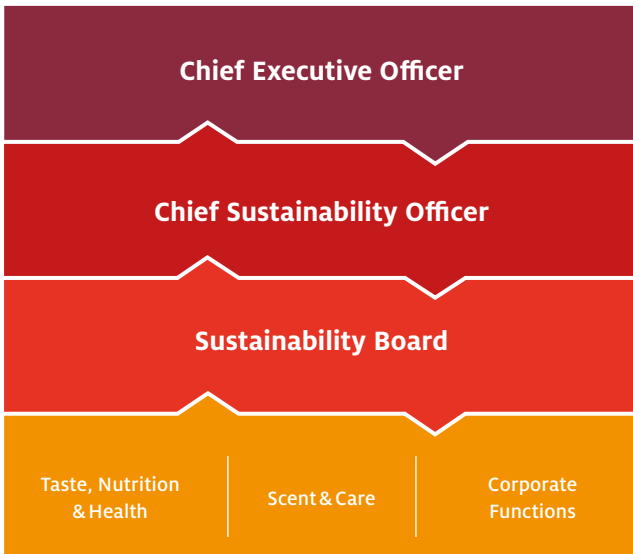 Chief Executive Officer
Chief Sustainability Officer
Sustainability Board
Taste, Nutrition
& Health
Scent & Care
Corporate
Functions